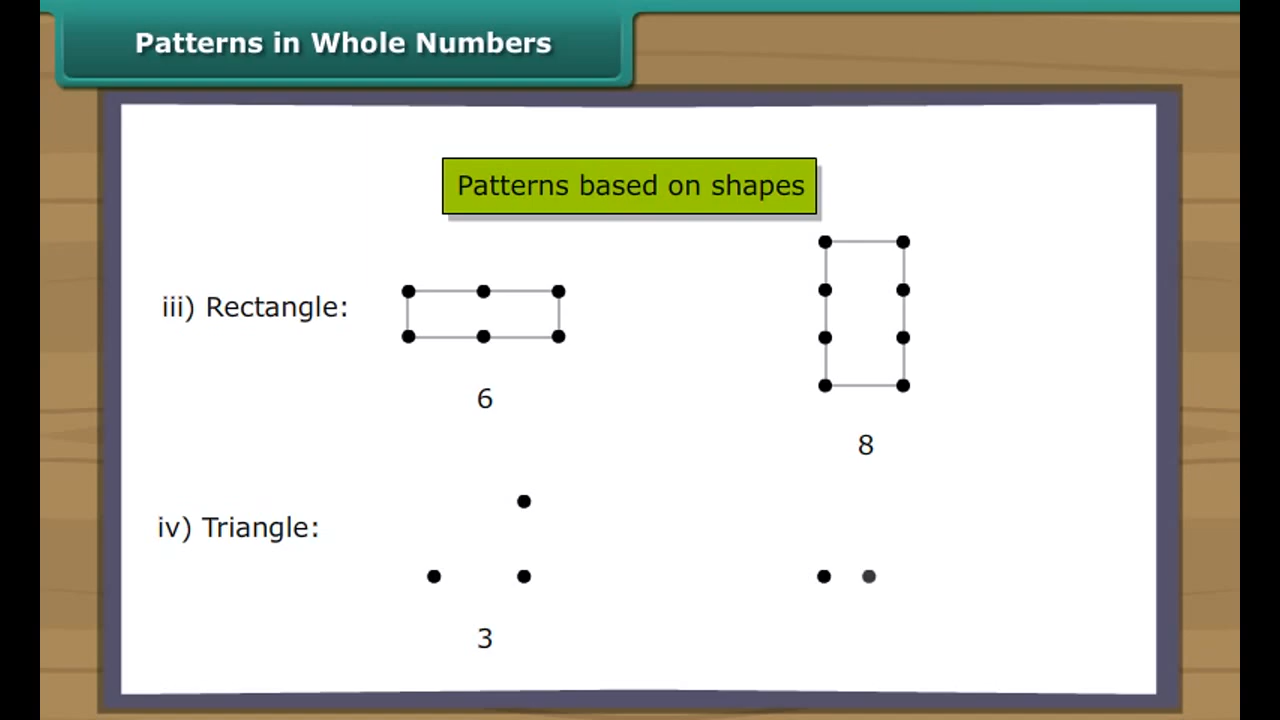 Patterns in Whole Numbers
Patterns based on shapes
iii) Rectangle:
6
8
iv) Triangle:
3